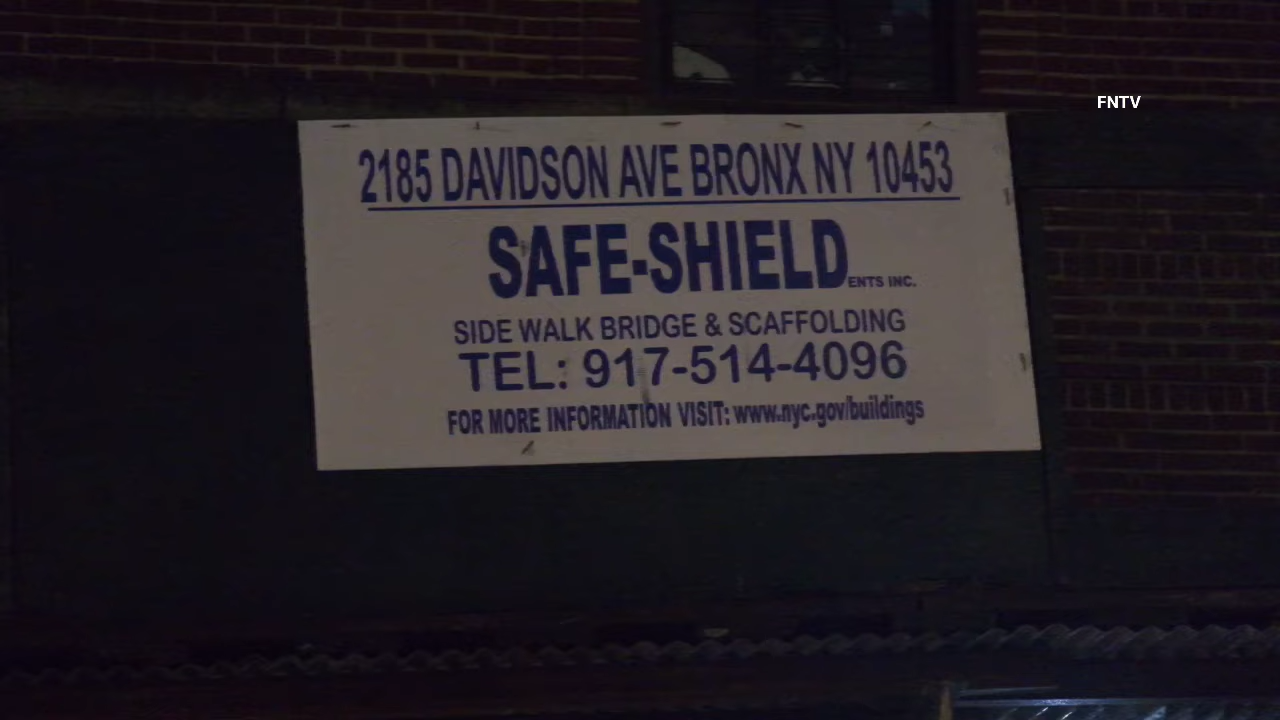 FNTV
2185 DAVIDSON AVE BRONX NY 10453
SAFE-SHIELD ENTS INC.
SIDE WALK BRIDGE & SCAFFOLDING
TEL: 917-514-4096
FOR MORE INFORMATION VISIT: www.nyc.gov/buildings